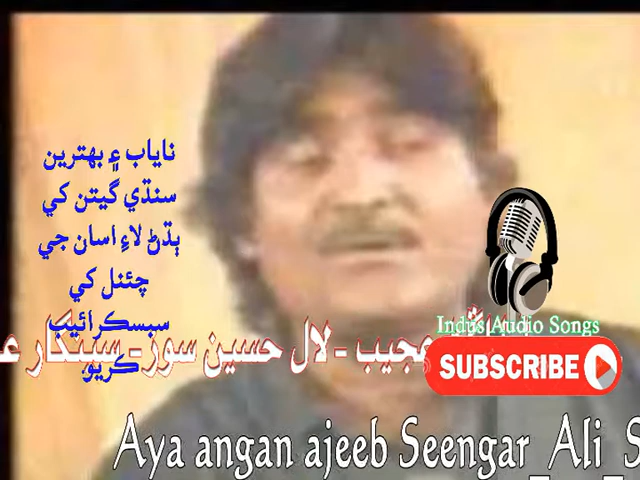 ناياب ۽ بهترين
سنڌي گيتن کي
ٻڌڻ لاءِ اسان جي
چئنل کي
سبسڪرائيب
ڪريو
Indus Audio Songs
مجيب - لال حسين سوز - سينگار
SUBSCRIBE
Aya angan ajeeb Seengar_Ali_S